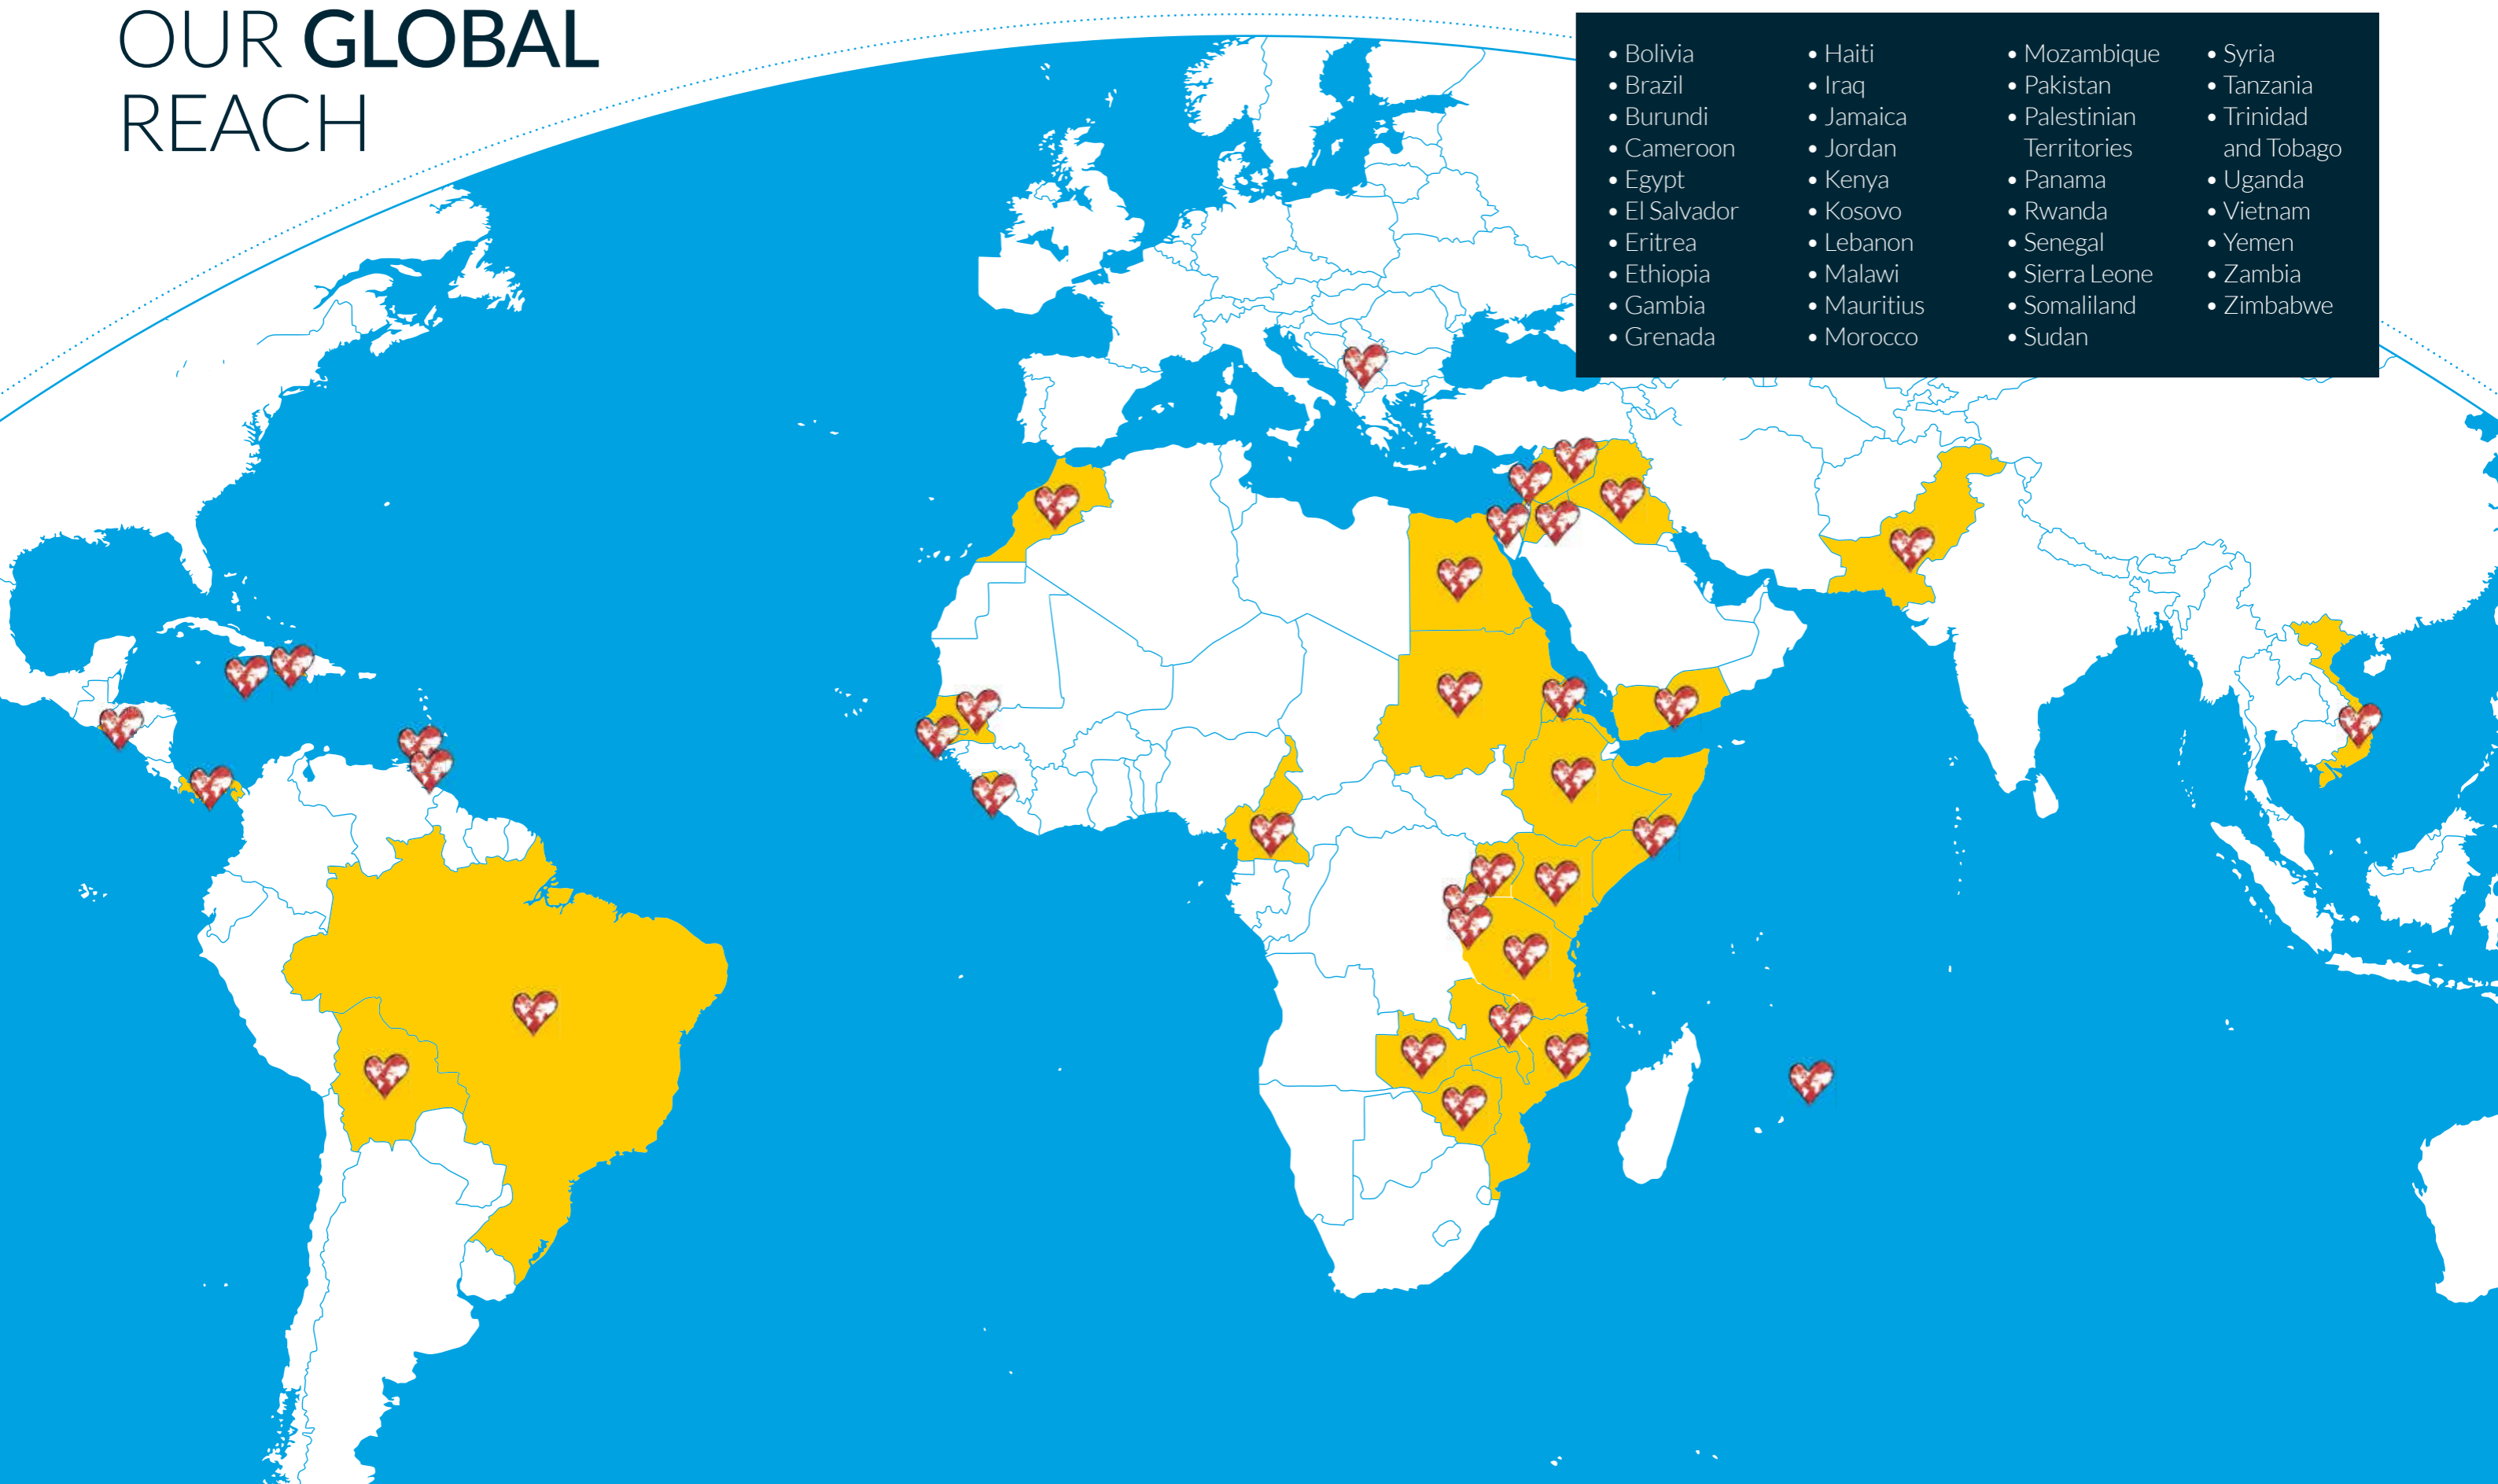 OUR GLOBAL
REACH
• Bolivia
• Brazil
• Burundi
• Cameroon
• Egypt
• El Salvador
• Eritrea
• Ethiopia
• Gambia
• Grenada
• Haiti
• Iraq
• Jamaica
• Jordan
• Kenya
• Kosovo
• Lebanon
• Malawi
• Mauritius
• Morocco
• Mozambique
• Pakistan
• Palestinian
Territories
• Panama
• Rwanda
• Senegal
• Sierra Leone
• Somaliland
• Sudan
• Syria
• Tanzania
• Trinidad
and Tobago
• Uganda
• Vietnam
• Yemen
• Zambia
• Zimbabwe